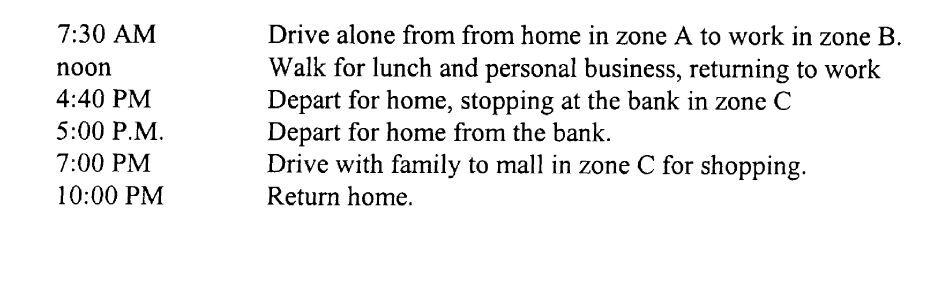 7:30 AM Drive alone from from home in zone A to work in zone B.
noon Walk for lunch and personal business, returning to work
4:40 PM Depart for home, stopping at the bank in zone C
5:00 P.M. Depart for home from the bank.
7:00 PM Drive with family to mall in zone C for shopping.
10:00 PM Return home.